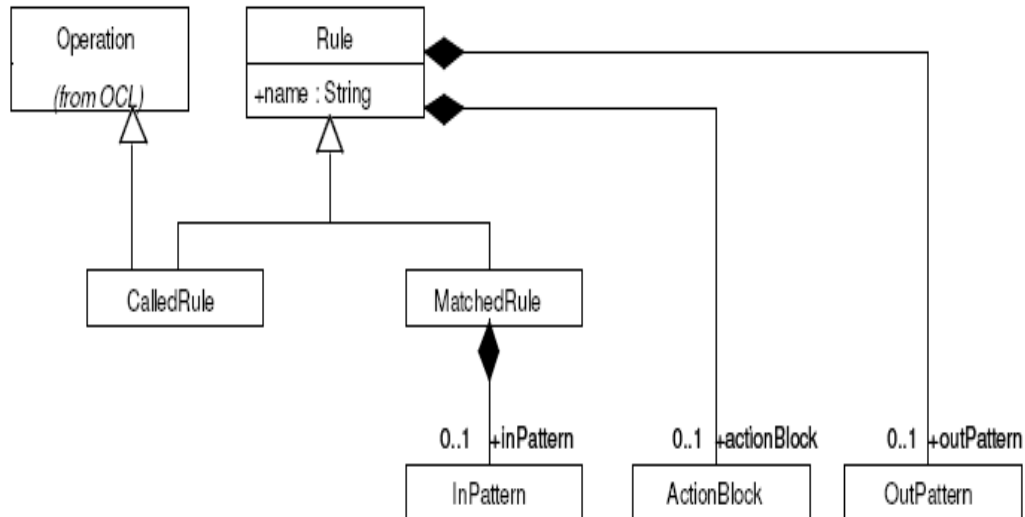 Operation
(from OCL)
Rule
+name : String
CalledRule
MatchedRule
0..1 +inPattern
0..1 +actionBlock
0..1 +outPattern
InPattern
ActionBlock
OutPattern